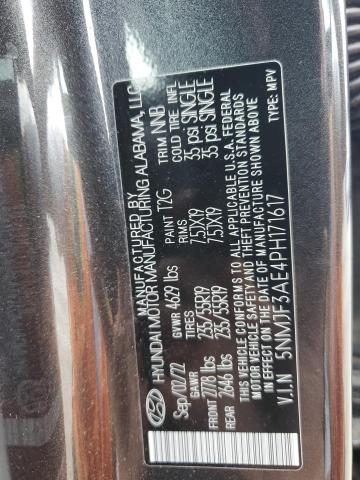 MANUFACTURED BY
HYUNDAI MOTOR MANUFACTURING ALABAMA, LLC
Sep/00/22 GVWR 4629 lbs PAINT T2G TRIM NNB
GAWR RIMS COLD TIRE INFL
FRONT 2778 lbs 235/55R19 7.5JX19 35 psi SINGLE
REAR 2646 lbs 235/55R19 7.5JX19 35 psi SINGLE
THIS VEHICLE CONFORMS TO ALL APPLICABLE U.S.A. FEDERAL
MOTOR VEHICLE SAFETY AND THEFT PREVENTION STANDARDS
IN EFFECT ON THE DATE OF MANUFACTURE SHOWN ABOVE
V.I.N 5NMJF3AE4PH171617 TYPE: MPV